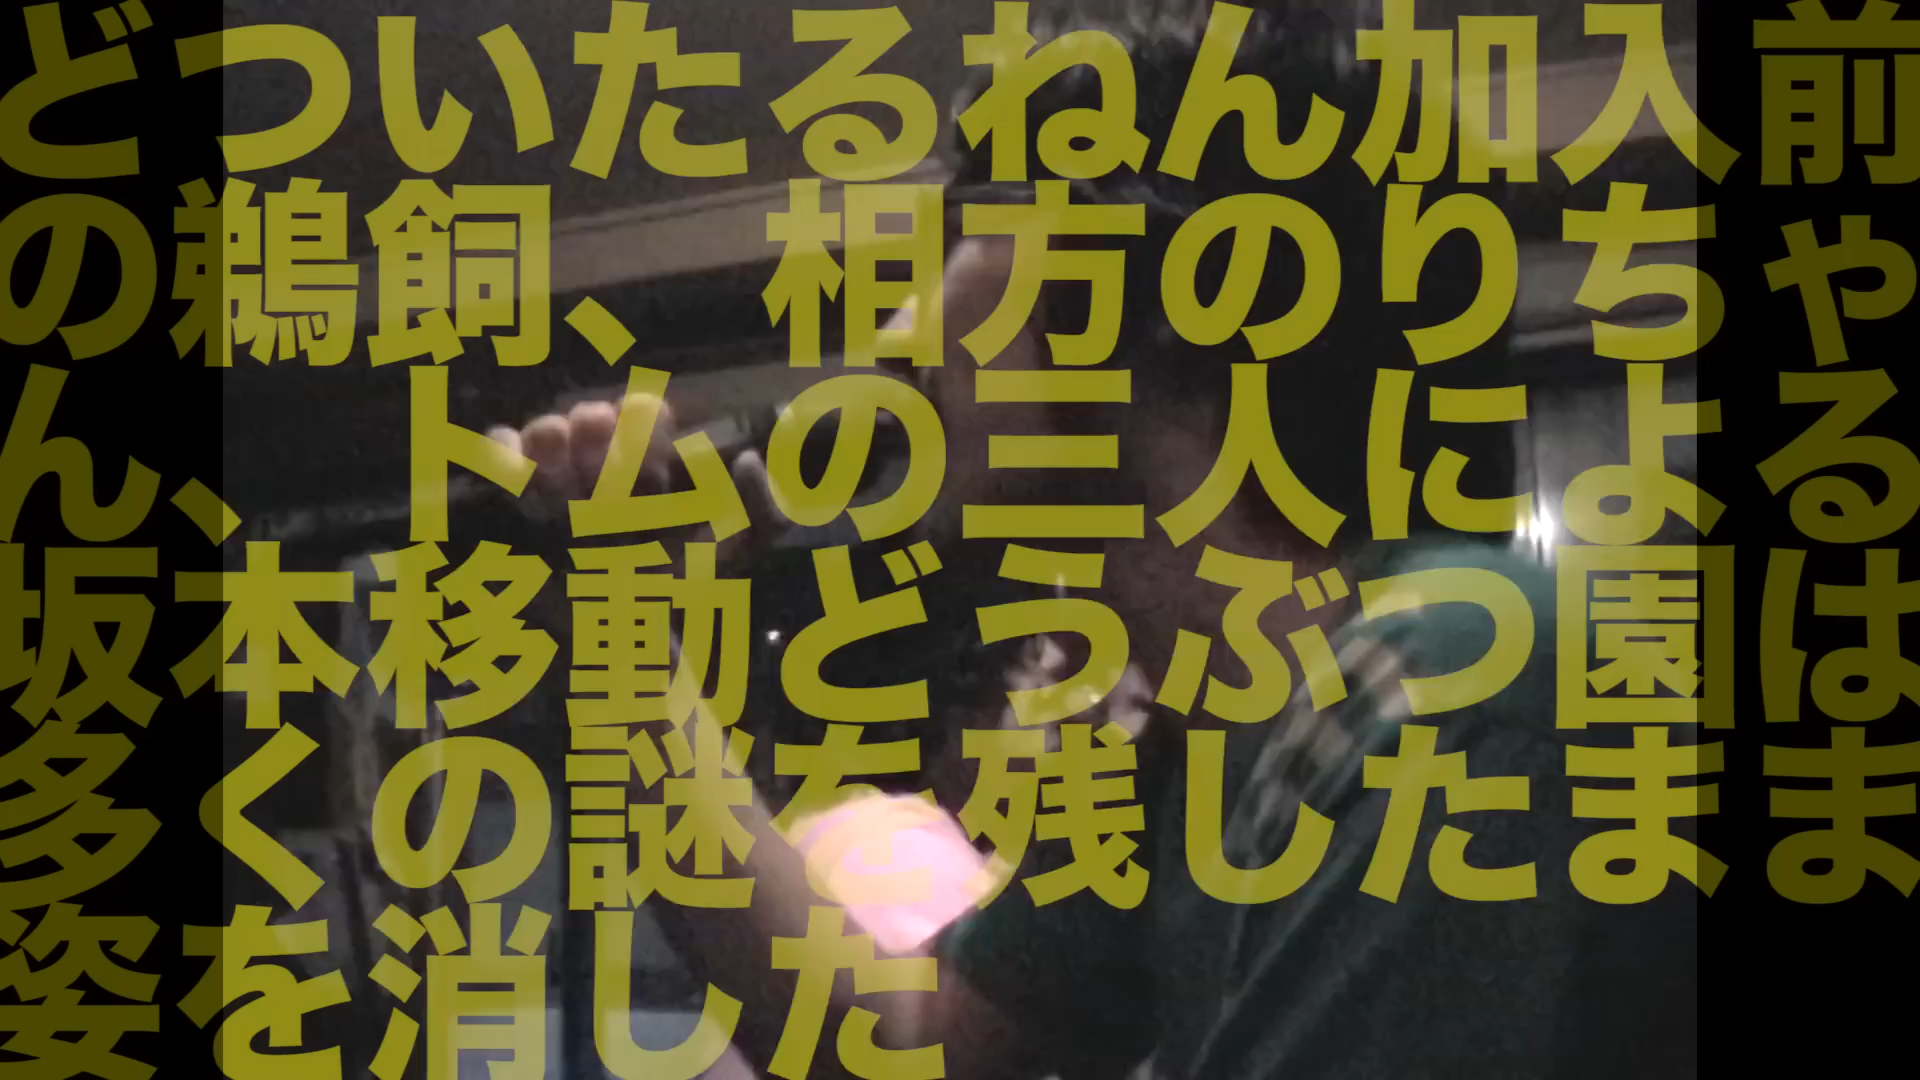 どついたるねん加入前
の鵜飼、相方のりちゃ
ん、トムの三人による
坂本移動どうぶつ園は
多くの謎を残したまま
姿を消した